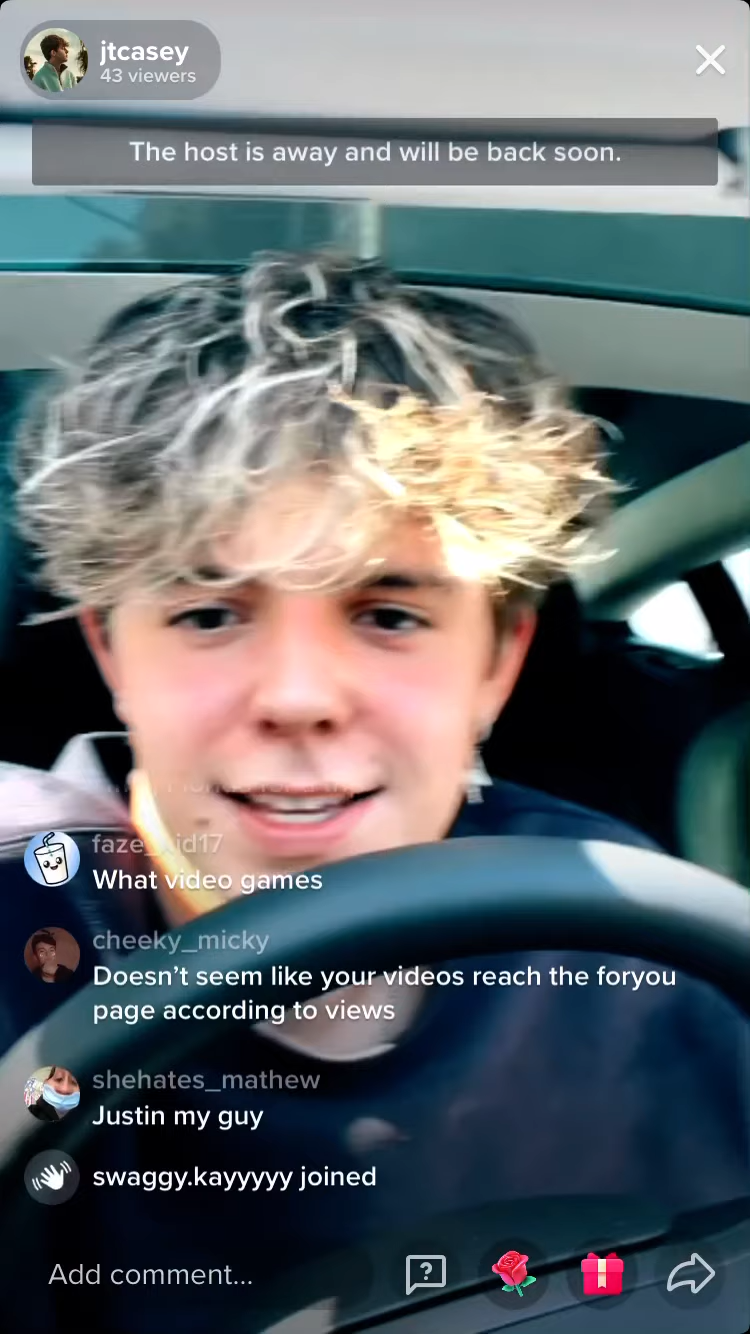 jtcasey
43 viewers
The host is away and will be back soon.
What video games
cheeky_micky
Doesn’t seem like your videos reach the foryou
page according to views
shehates_mathew
Justin my guy
swaggy.kayyyyy joined
Add comment...